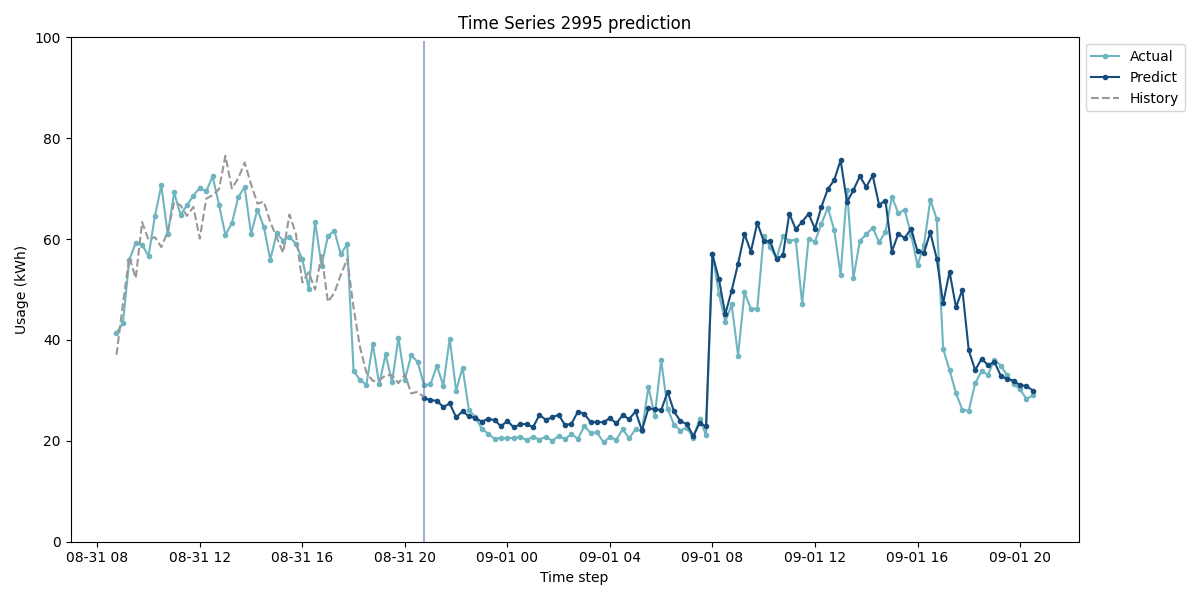 Time Series 2995 prediction
100
80
60
40
20
0
Usage (kWh)
08-31 08
08-31 12
08-31 16
08-31 20
09-01 00
09-01 04
09-01 08
09-01 12
09-01 16
09-01 20
Time step
Actual
Predict
History